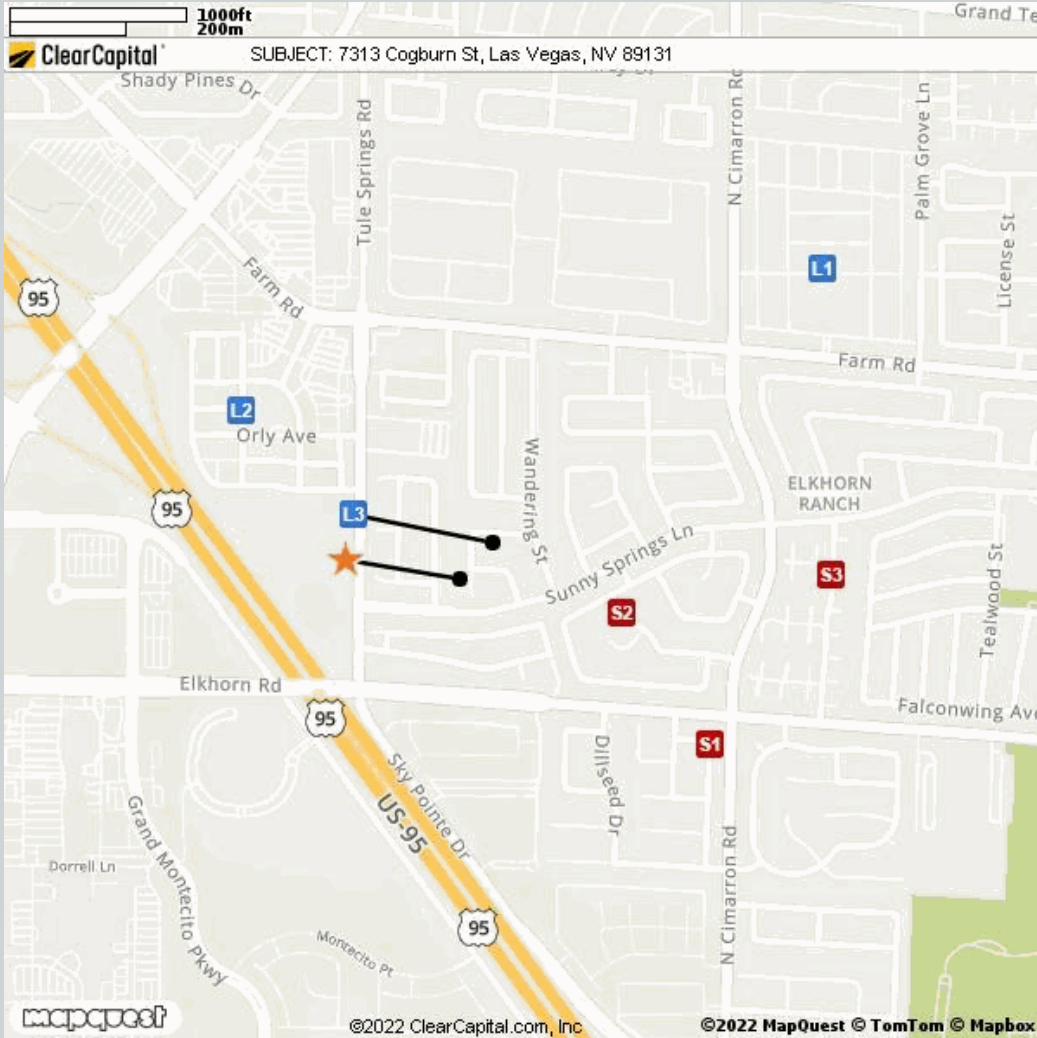 1000ft
200m
ClearCapital
SUBJECT: 7313 Cogburn St, Las Vegas, NV 89131
Grand Te
Shady Pines Dr
Tule Springs Rd
N Cimarron Rd
Palm Grove Ln
License St
L1
95
Farm Rd
Farm Rd
L2
Orly Ave
Wandering St
ELKHORN
RANCH
95
L3
Sunny Springs Ln
S3
S2
Tealwood St
Elkhorn Rd
95
Falconwing Ave
S1
Dillseed Dr
Sky Pointe Dr
US-95
Grand Montecito Pkwy
Dorrell Ln
N Cimarron Rd
95
Montecito Pt
mapquest
©2022 ClearCapital.com, Inc
©2022 MapQuest © TomTom © Mapbox